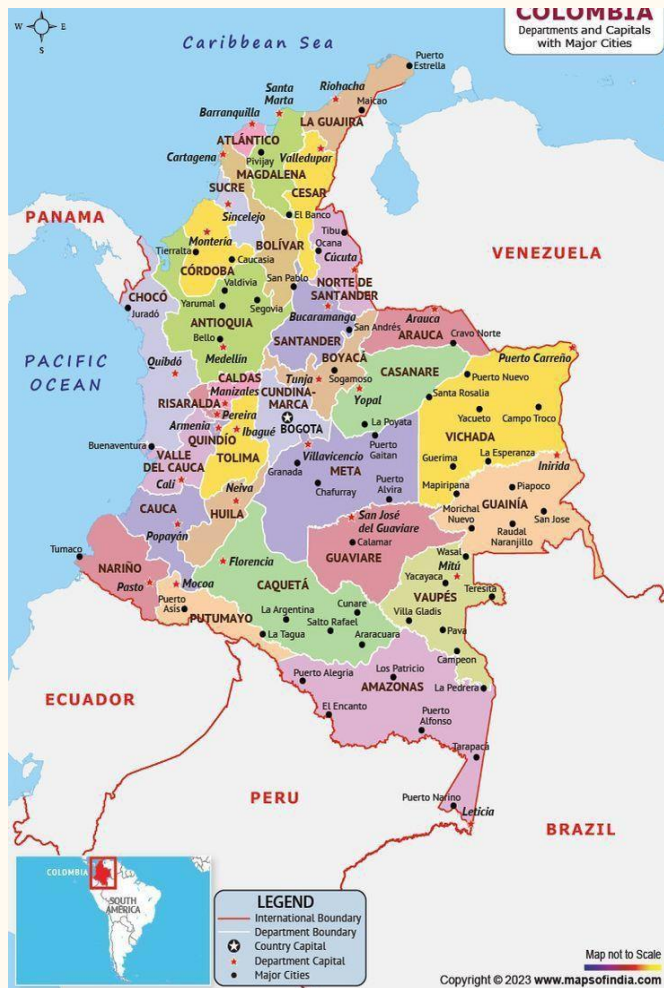 COLOMBIA
Departments and Capitals
with Major Cities
W
E
S
Caribbean Sea
Puerto
Estrella
Riohacha
Santa
Marta
Maicao
Barranquilla
LA GUAJIRA
ATLÁNTICO
Cartagena
Pivijay
Valledupar
MAGDALENA
SUCRE
CESAR
PANAMA
Sincelejo
El Banco
Tibu
Montería
BOLÍVAR
Ocana
VENEZUELA
Tierralta
Cúcuta
Caucasia
CÓRDOBA
San Pablo
NORTE DE
SANTANDER
CHOCÓ
Valdivia
Juradó
Yarumal
Segovia
Bucaramanga
Arauca
ANTIOQUIA
San Andrés
ARAUCA
Cravo Norte
Bello
SANTANDER
PACIFIC
OCEAN
Quibdó
Medellín
BOYACÁ
Puerto Carreño
CASANARE
CALDAS
Tunja
Sogamoso
Puerto Nuevo
Manizales
CUNDINA-
MARCA
Yopal
Santa Rosalia
RISARALDA
Pereira
Yacueto
Campo Troco
Armenia
Ibagué
BOGOTA
La Poyata
QUINDÍO
Puerto
Gaitan
VICHADA
Buenaventura
Villavicencio
VALLE
DEL CAUCA
TOLIMA
Granada
META
Guerima
La Esperanza
Inirida
Cali
Chafurray
Puerto
Alvira
Mapiripana
Piapoco
Neiva
GUAINÍA
CAUCA
HUILA
San José
del Guaviare
Morichal
Nuevo
San Jose
Popayán
Raudal
Naranjillo
Calamar
Tumaco
GUAVIARE
Wasal
NARIÑO
Florencia
Mitú
Pasto
Mocoa
CAQUETÁ
Yacayaca
Teresita
Puerto
Asis
VAUPÉS
La Argentina
Cunare
Villa Gladis
PUTUMAYO
Salto Rafael
La Tagua
Araracuara
Pava
Campeon
Puerto Alegria
Los Patricio
AMAZONAS
La Pedrera
ECUADOR
El Encanto
Puerto
Alfonso
Tarapacá
PERU
Puerto Narino
Leticia
BRAZIL
COLOMBIA
SOUTH
AMERICA
LEGEND
International Boundary
Department Boundary
Country Capital
Department Capital
Major Cities
Map not to Scale
Copyright © 2023 www.mapsofindia.com